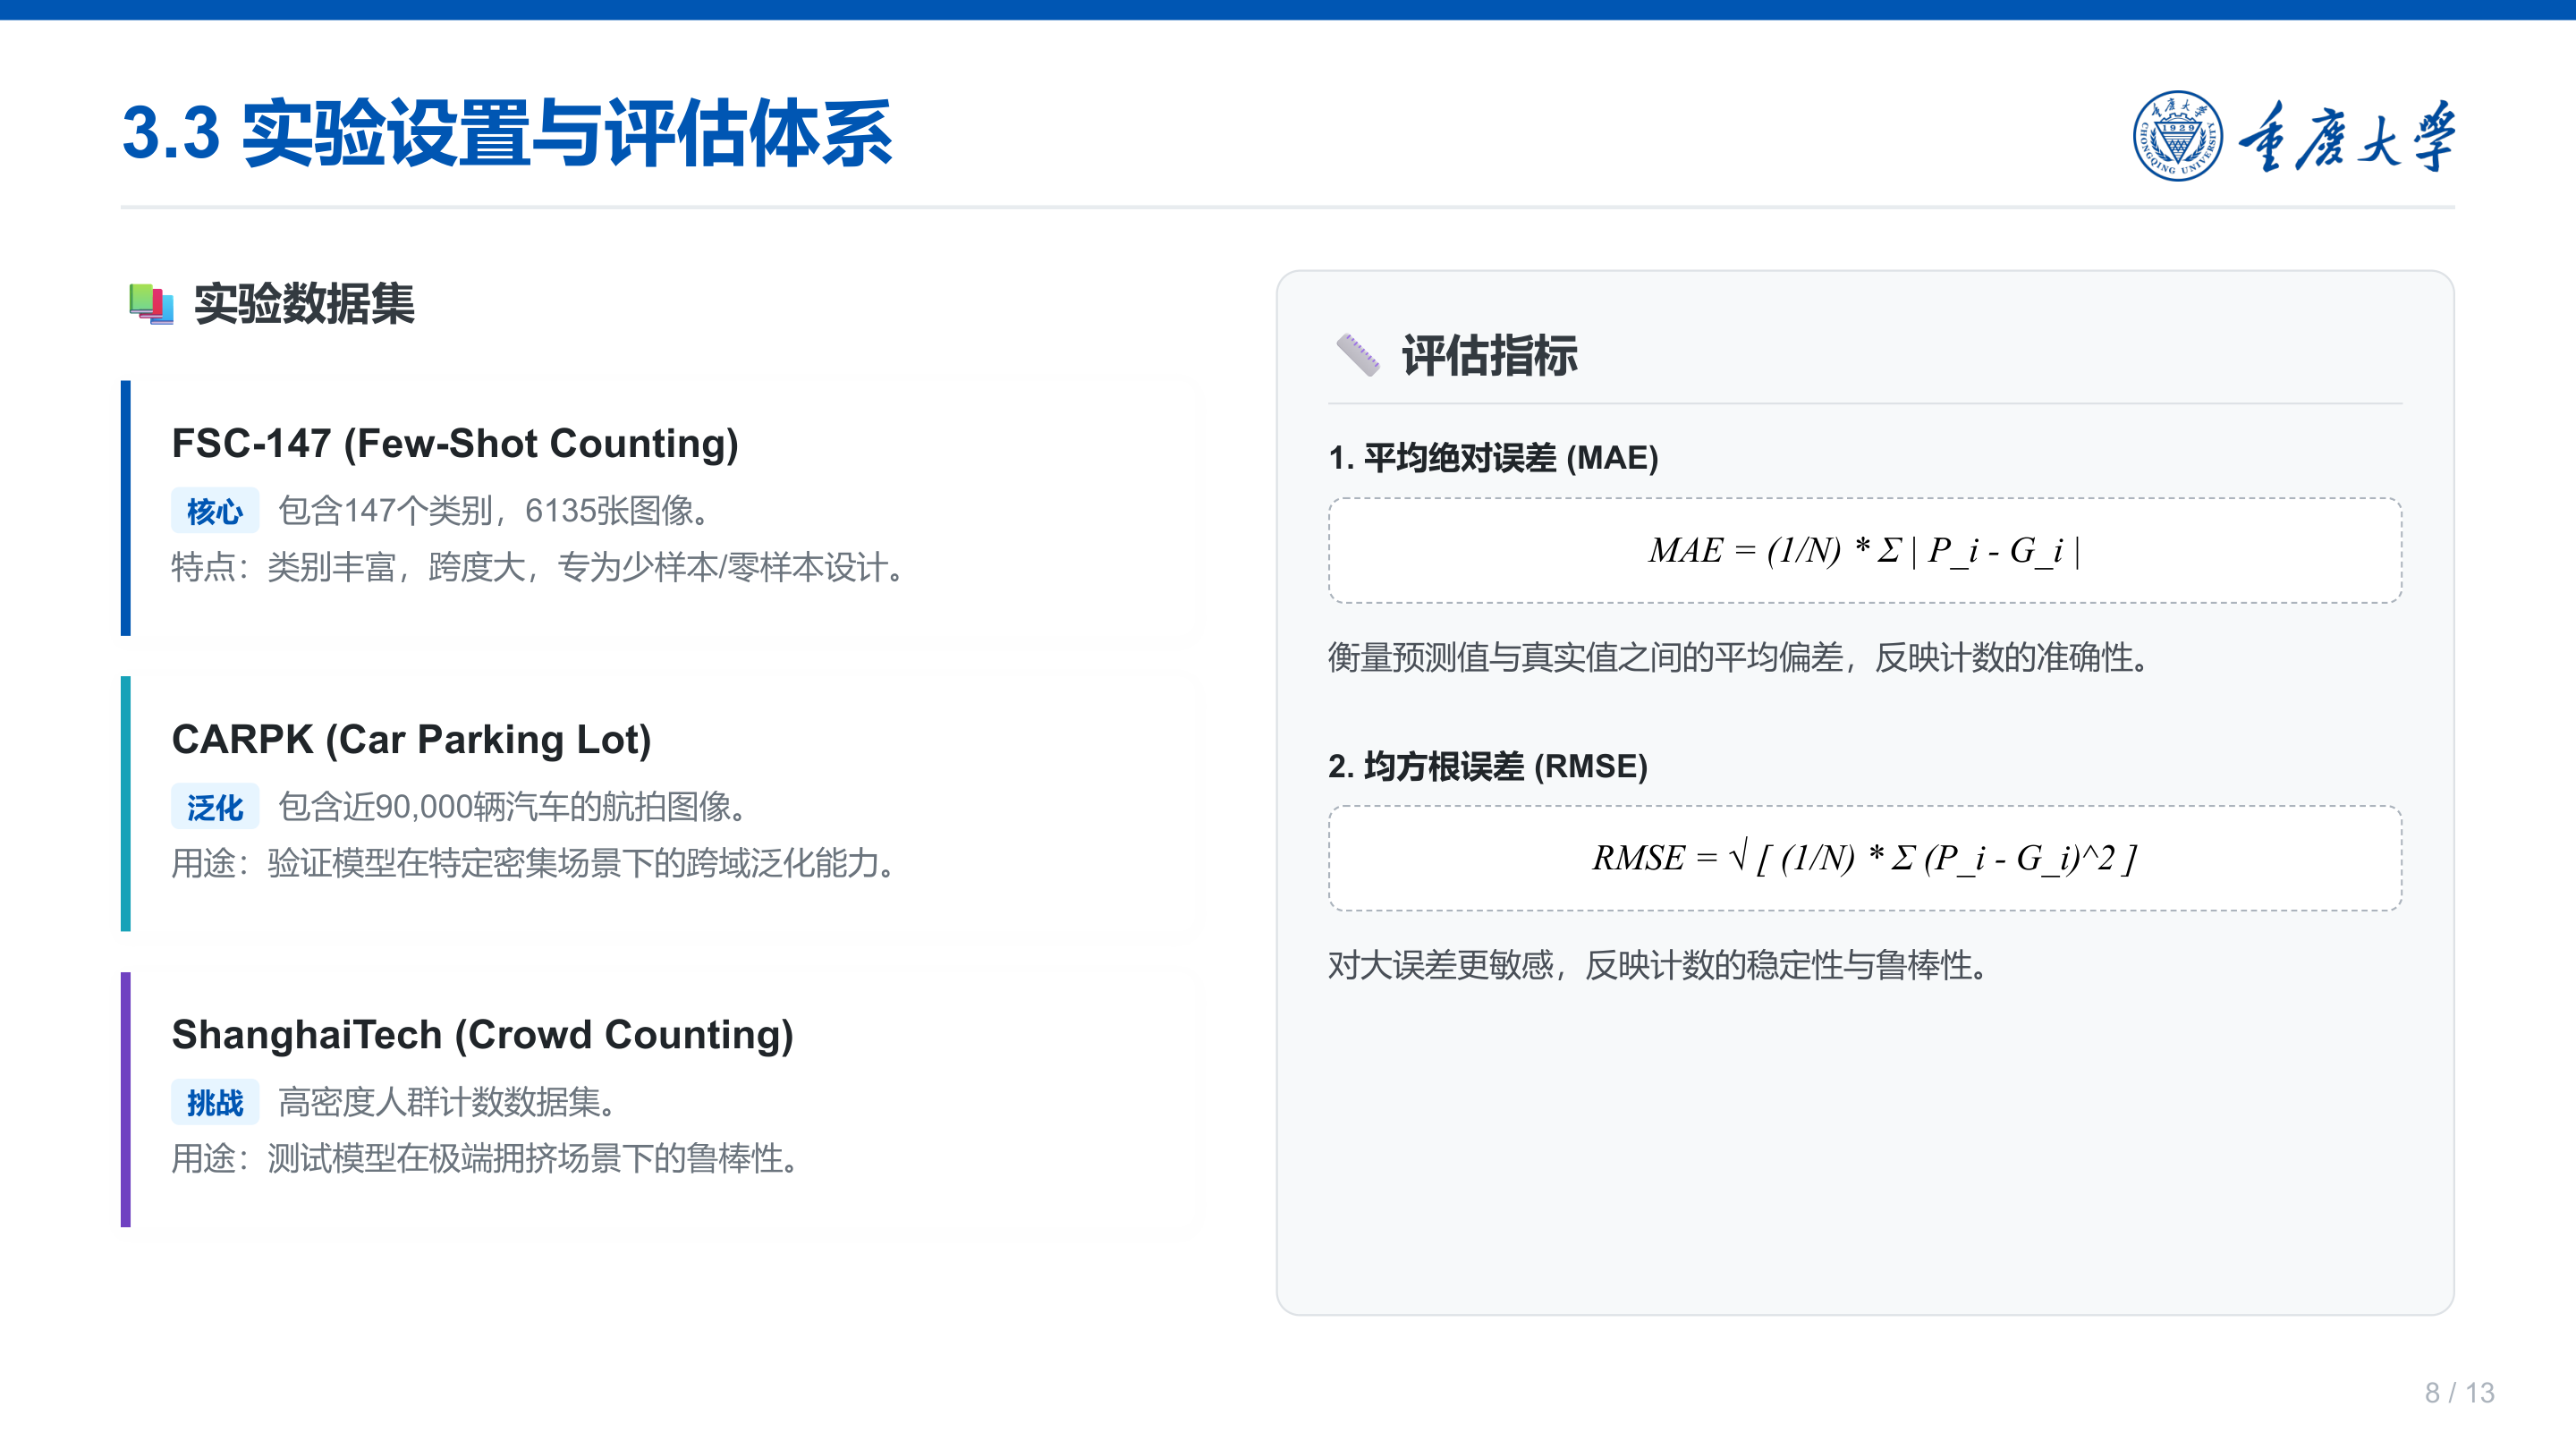 3.3 实验设置与评估体系
重庆大学
1929
CHONGQING UNIVERSITY
重慶大學
📚 实验数据集
FSC-147 (Few-Shot Counting)
核心 包含147个类别，6135张图像。
特点：类别丰富，跨度大，专为少样本/零样本设计。
CARPK (Car Parking Lot)
泛化 包含近90,000辆汽车的航拍图像。
用途：验证模型在特定密集场景下的跨域泛化能力。
ShanghaiTech (Crowd Counting)
挑战 高密度人群计数数据集。
用途：测试模型在极端拥挤场景下的鲁棒性。
📏 评估指标
1. 平均绝对误差 (MAE)
MAE = (1/N) * Σ | P_i - G_i |
衡量预测值与真实值之间的平均偏差，反映计数的准确性。
2. 均方根误差 (RMSE)
RMSE = √ [ (1/N) * Σ (P_i - G_i)^2 ]
对大误差更敏感，反映计数的稳定性与鲁棒性。
8 / 13